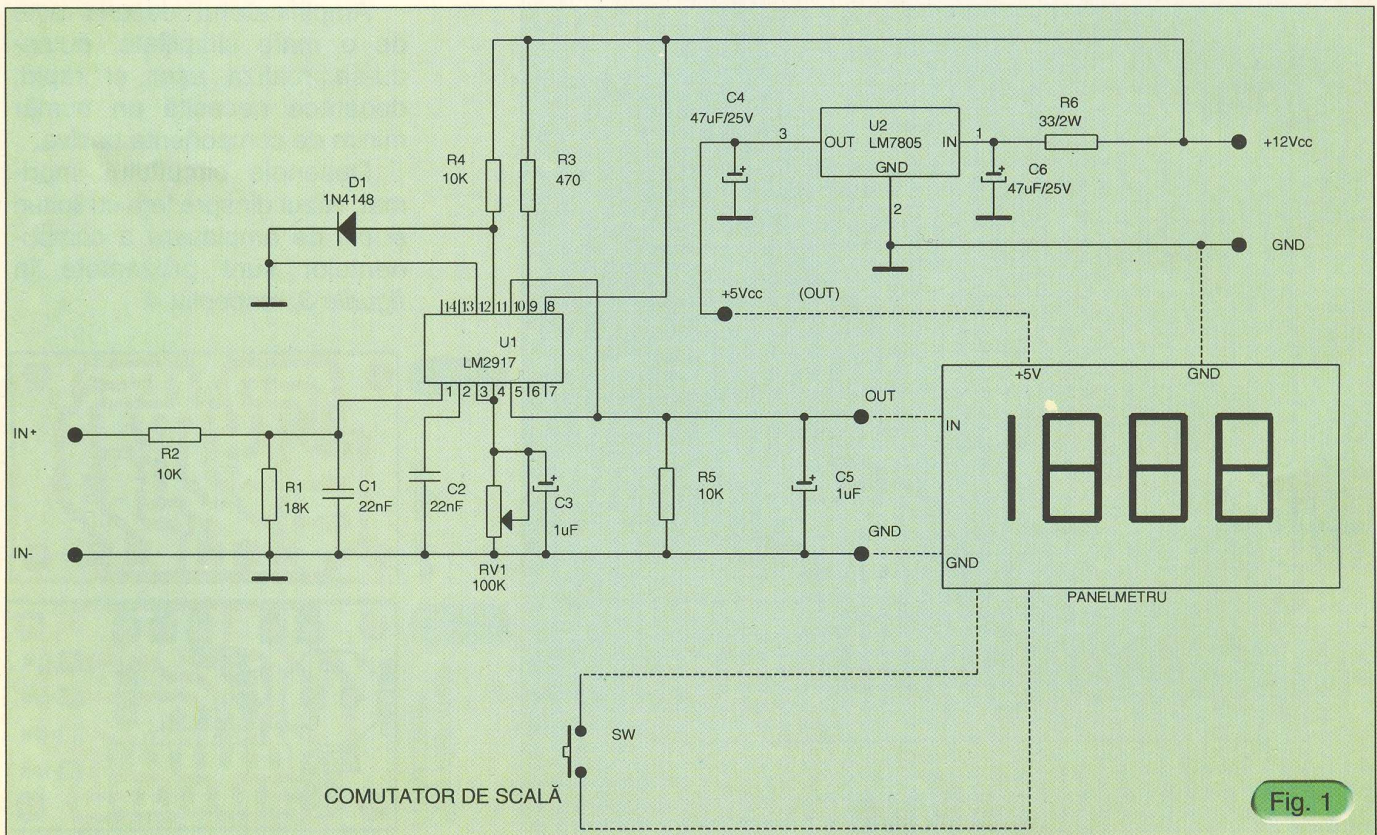 C4
47uF/25V
3
OUT
U2
LM7805
IN
GND
1
R6
33/2W
+12Vcc
C6
47uF/25V
2
GND
R4
10K
R3
470
D1
1N4148
+5Vcc
(OUT)
14 13 12 11 10 9 8
U1
LM2917
1 2 3 4 5 6 7
+5V
GND
OUT
IN
IN+
R2
10K
R1
18K
C1
22nF
C2
22nF
C3
1uF
R5
10K
C5
1uF
1888
GND
GND
IN-
RV1
100K
PANELMETRU
SW
COMUTATOR DE SCALĂ
Fig. 1